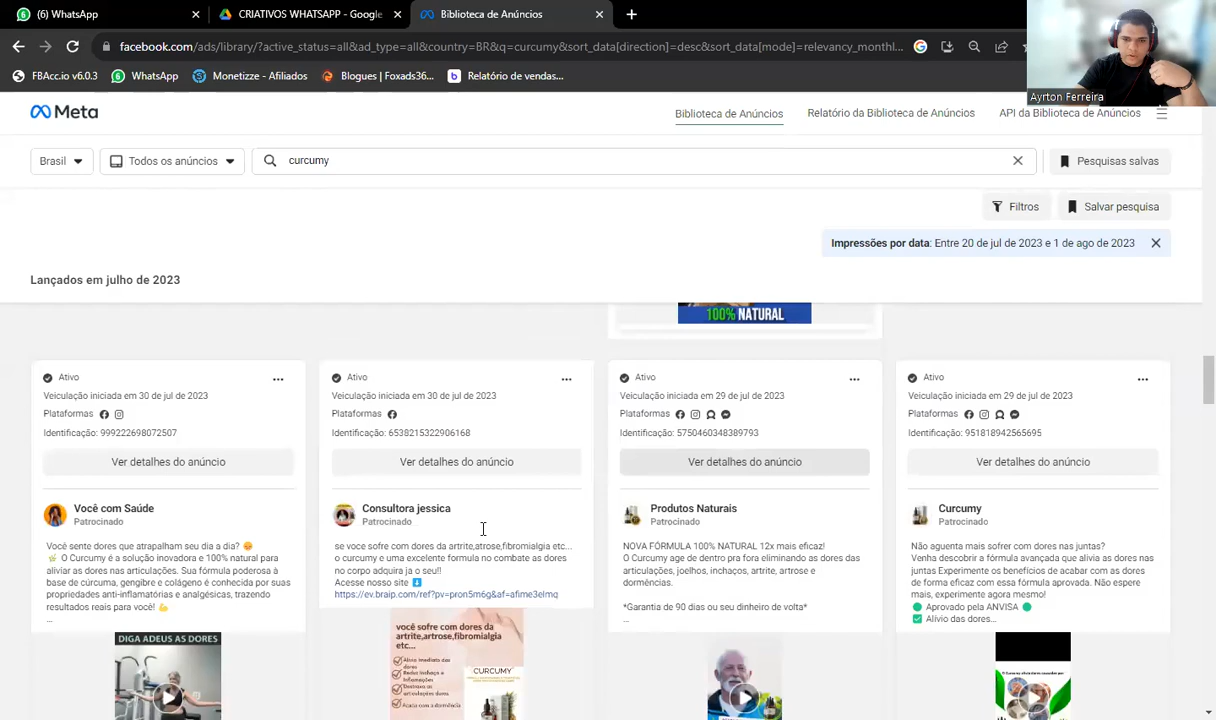 (6) WhatsApp
CRIATIVOS WHATSAPP - Google
Biblioteca de Anúncios
facebook.com/ads/library/?active_status=all&ad_type=all&country=BR&q=curcumy&sort_data[direction]=desc&sort_data[mode]=relevancy_monthl...
FBAcc.io v6.0.3
WhatsApp
Monetizze - Afiliados
Blogues | Foxads36...
Relatório de vendas...
Ayrton Ferreira
Meta
Biblioteca de Anúncios
Relatório da Biblioteca de Anúncios
API da Biblioteca de Anúncios
Brasil
Todos os anúncios
curcumy
Pesquisas salvas
Filtros
Salvar pesquisa
Impressões por data: Entre 20 de jul de 2023 e 1 de ago de 2023
Lançados em julho de 2023
100% NATURAL
Ativo
Veiculação iniciada em 30 de jul de 2023
Plataformas
Identificação: 999222698072507
Ver detalhes do anúncio
Você com Saúde
Patrocinado
Você sente dores que atrapalham seu dia a dia? 😖
🌿 O Curcumy é a solução inovadora e 100% natural para
aliviar as dores nas articulações. Sua fórmula poderosa à
base de cúrcuma, gengibre e colágeno é conhecida por suas
propriedades anti-inflamatórias e analgésicas, trazendo
resultados reais para você! 💪
...
DIGA ADEUS AS DORES
Ativo
Veiculação iniciada em 30 de jul de 2023
Plataformas
Identificação: 6538215322906168
Ver detalhes do anúncio
Consultora jessica
Patrocinado
se voce sofre com dores da artrite,atrose,fibromialgia etc...
o curcumy e uma excelente formula no combate as dores
no corpo adquira ja o seu!!
Acesse nosso site ⬇️
https://ev.braip.com/ref?pv=pron5m6g&af=afime3elmq
você sofre com dores da
artrite,artrose,fibromialgia
etc...
CURCUMY
Ativo
Veiculação iniciada em 29 de jul de 2023
Plataformas
Identificação: 5750460348389793
Ver detalhes do anúncio
Produtos Naturais
Patrocinado
NOVA FÓRMULA 100% NATURAL 12x mais eficaz!
O Curcumy age de dentro pra fora eliminando as dores das
articulações, joelhos, inchaços, artrite, artrose e
dormências.
*Garantia de 90 dias ou seu dinheiro de volta*
...
Ativo
Veiculação iniciada em 29 de jul de 2023
Plataformas
Identificação: 951818942565695
Ver detalhes do anúncio
Curcumy
Patrocinado
Não aguenta mais sofrer com dores nas juntas?
Venha descobrir a fórmula avançada que alivia as dores nas
juntas Experimente os benefícios de acabar com as dores
de forma eficaz com essa fórmula aprovada. Não espere
mais, experimente agora mesmo!
🟢 Aprovado pela ANVISA 🟢
✅ Alívio das dores...